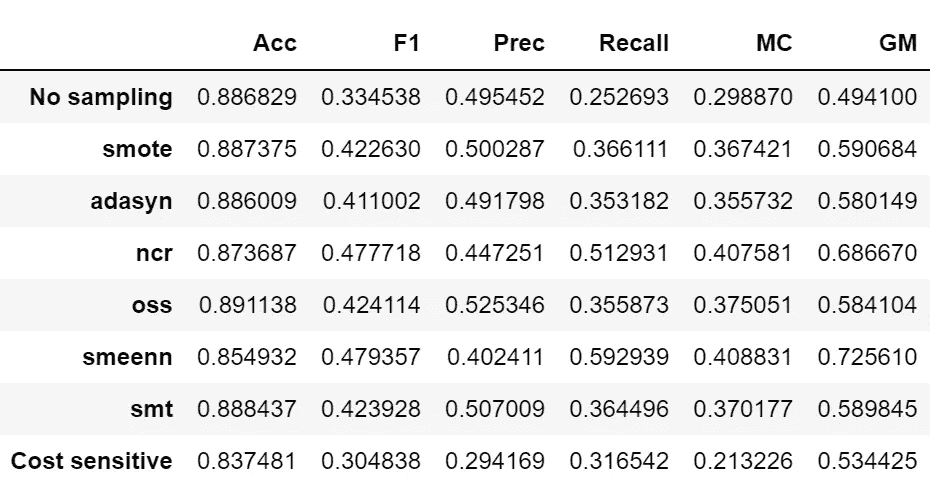 Acc F1 Prec Recall MC GM
No sampling 0.886829 0.334538 0.495452 0.252693 0.298870 0.494100
smote 0.887375 0.422630 0.500287 0.366111 0.367421 0.590684
adasyn 0.886009 0.411002 0.491798 0.353182 0.355732 0.580149
ncr 0.873687 0.477718 0.447251 0.512931 0.407581 0.686670
oss 0.891138 0.424114 0.525346 0.355873 0.375051 0.584104
smeenn 0.854932 0.479357 0.402411 0.592939 0.408831 0.725610
smt 0.888437 0.423928 0.507009 0.364496 0.370177 0.589845
Cost sensitive 0.837481 0.304838 0.294169 0.316542 0.213226 0.534425